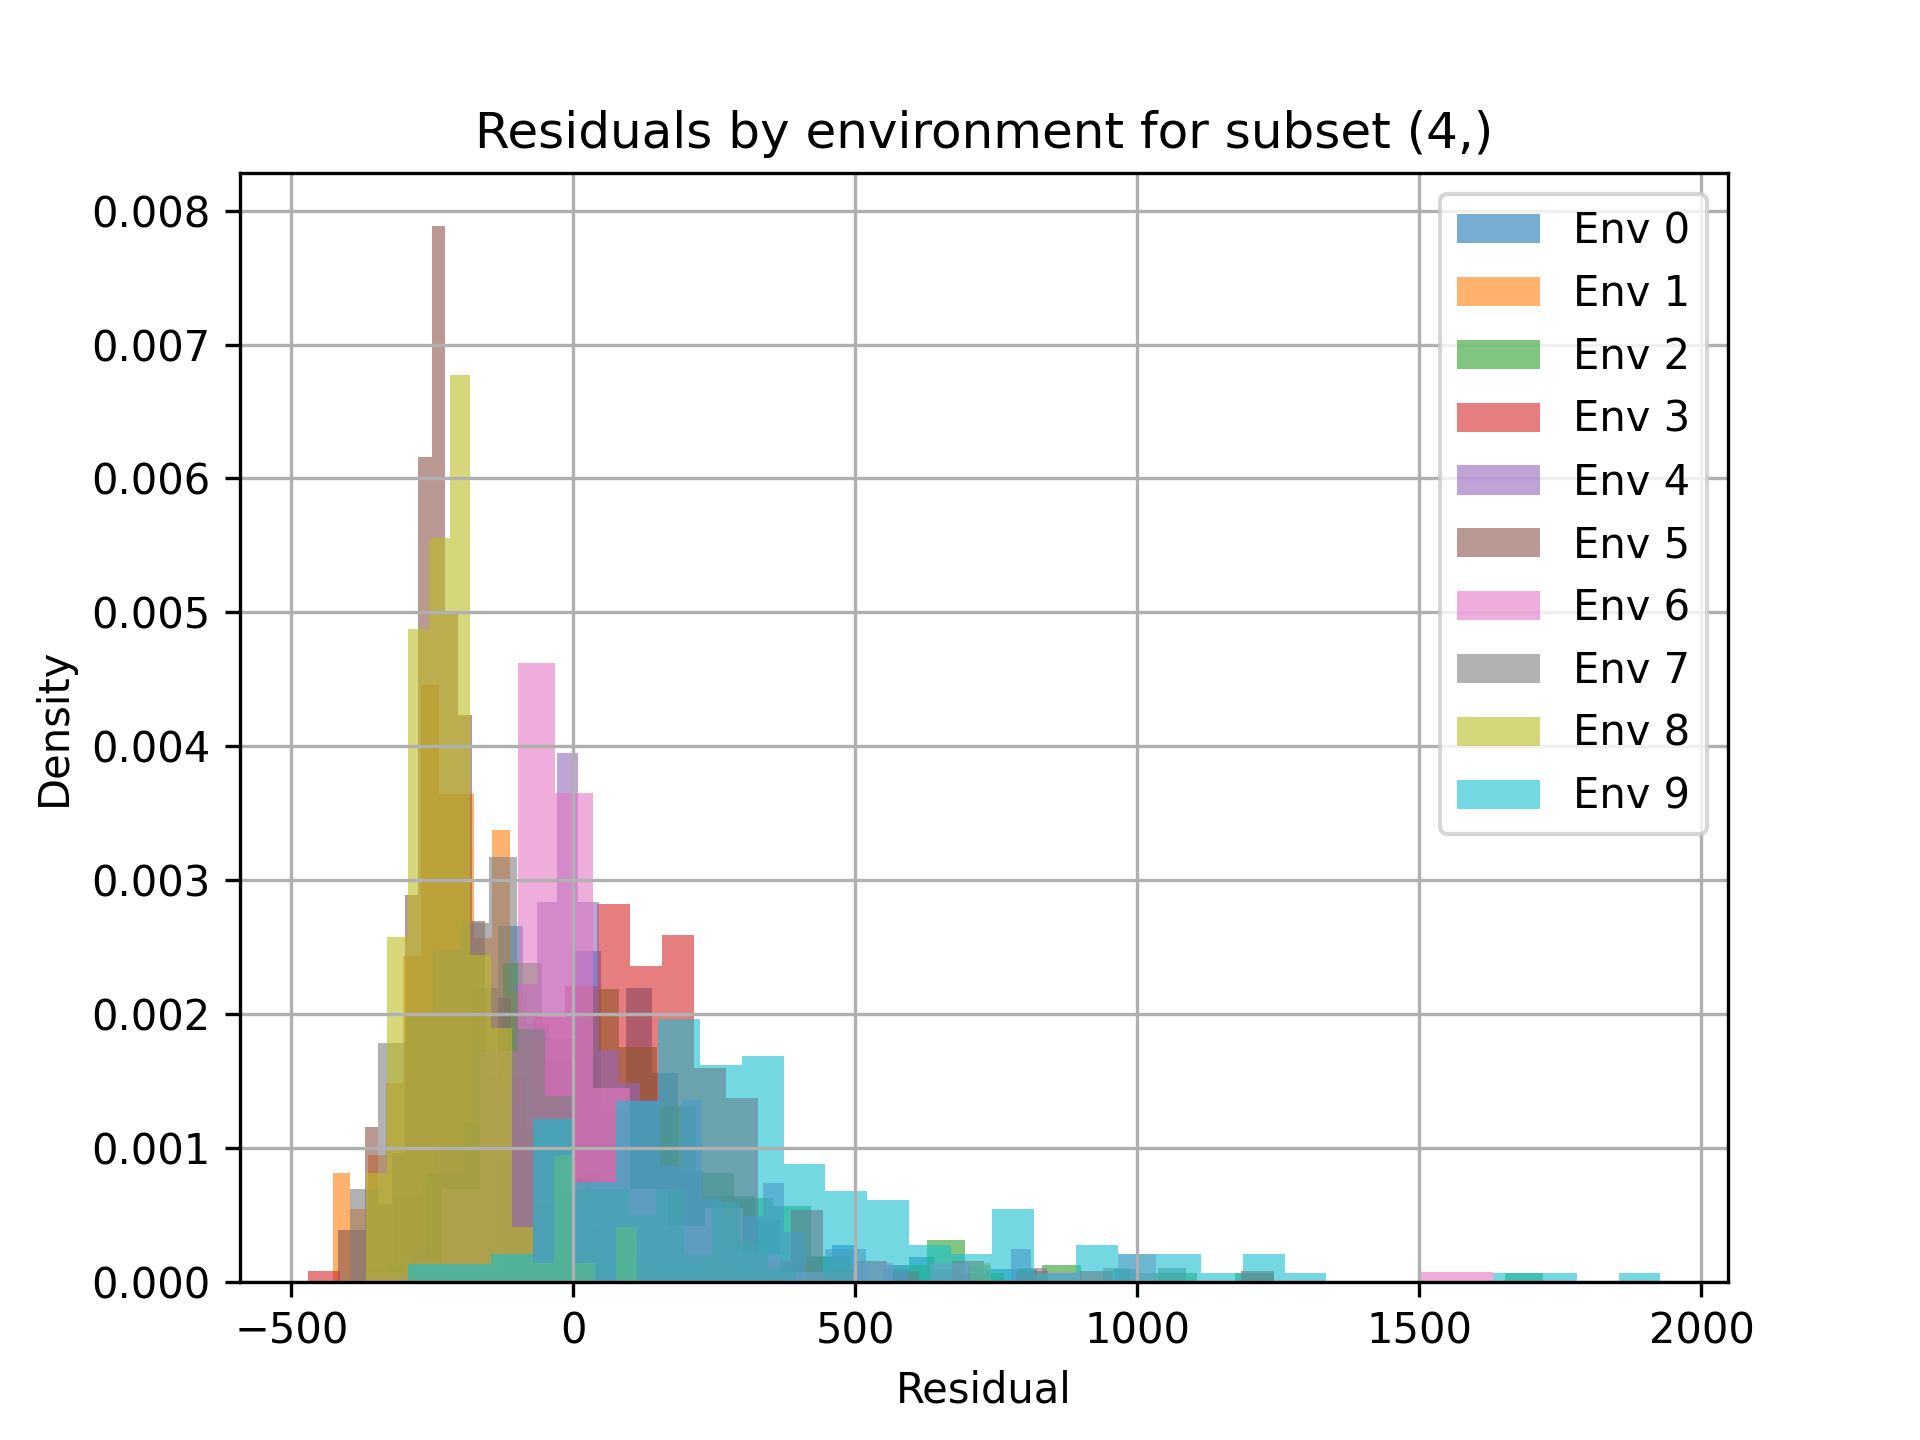 Residuals by environment for subset (4,)
0.008
0.007
0.006
0.005
0.004
0.003
0.002
0.001
0.000
Density
Env 0
Env 1
Env 2
Env 3
Env 4
Env 5
Env 6
Env 7
Env 8
Env 9
−500
0
500
1000
1500
2000
Residual